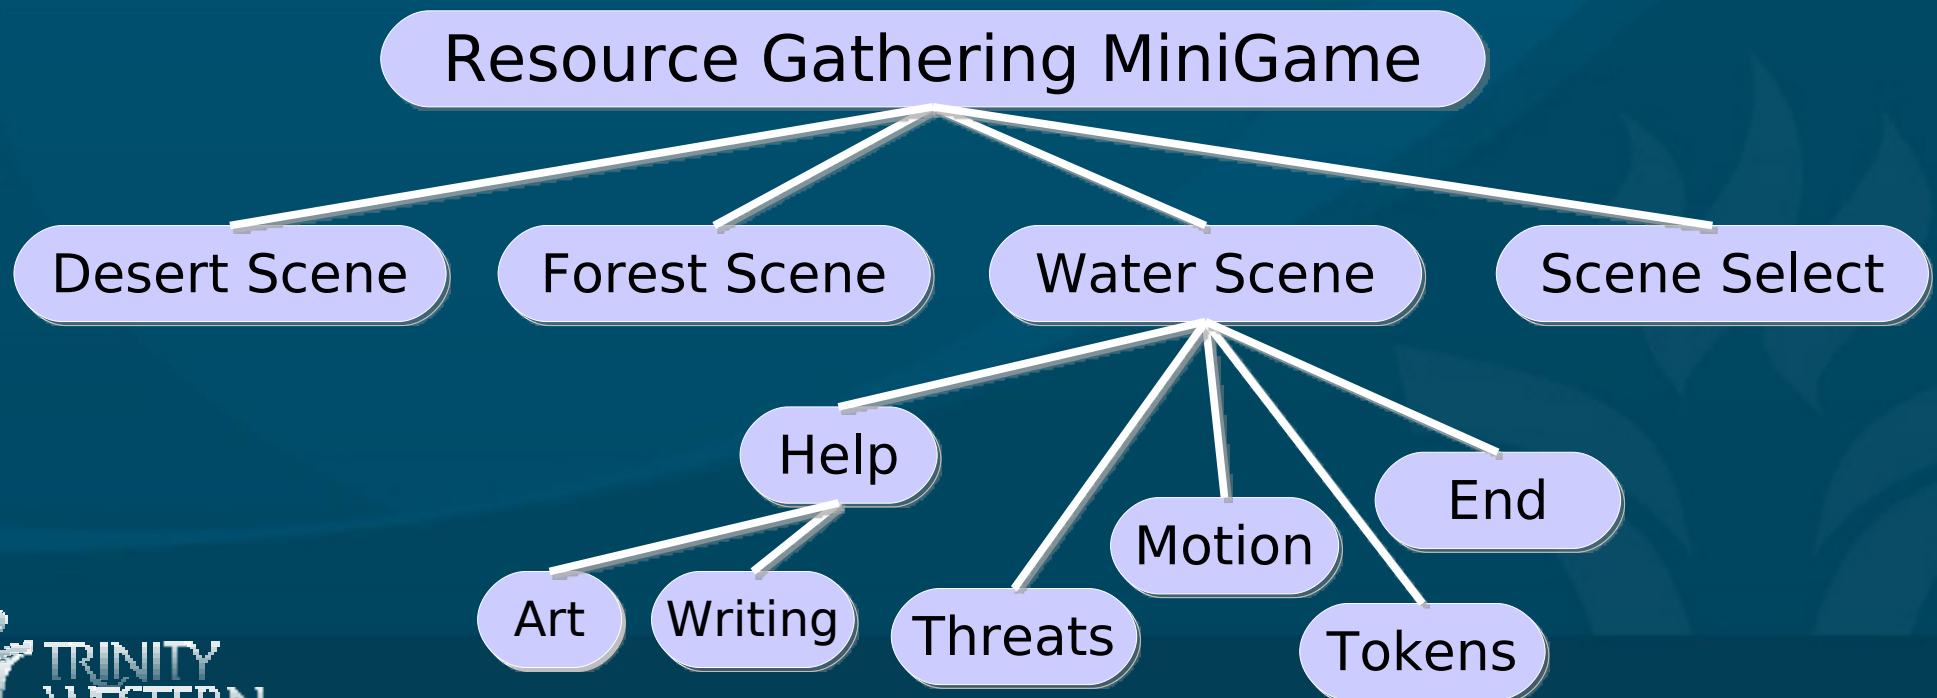 Resource Gathering MiniGame
Desert Scene
Forest Scene
Water Scene
Scene Select
Help
End
Motion
Art
Writing
Threats
Tokens
TRINITY
WESTERN